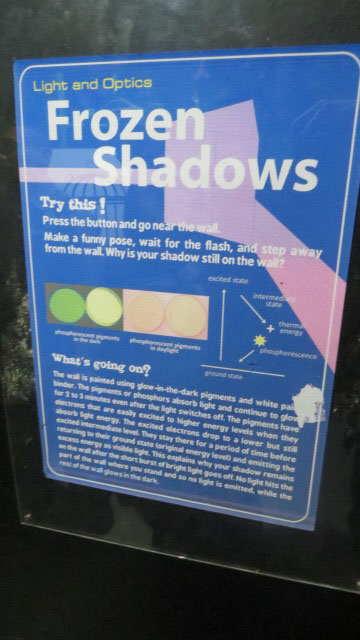 Light and Optics
Frozen
Shadows
Try this !
Press the button and go near the wall.
Make a funny pose, wait for the flash, and step away
from the wall. Why is your shadow still on the wall?
excited state
intermediate
state
thermal
energy
phosphorescence
ground state
phosphorescent pigments
in the dark
phosphorescent pigments
in daylight
What's going on?
The wall is painted using glow-in-the-dark pigments and white
binder. The pigments or phosphors absorb light and continue to glow
for 2 to 3 minutes even after the light switches off. The pigments have
electrons that are easily excited to higher energy levels when they
absorb light energy. The excited electrons drop to a lower but still
excited intermediate level. They stay there for a period of time before
returning to their ground state (original energy level) and emitting the
excess energy as visible light. This explains why your shadow remains
on the wall after the short burst of bright light goes off. No light hits the
part of the wall where you stand and so no light is emitted, while the
rest of the wall glows in the dark.